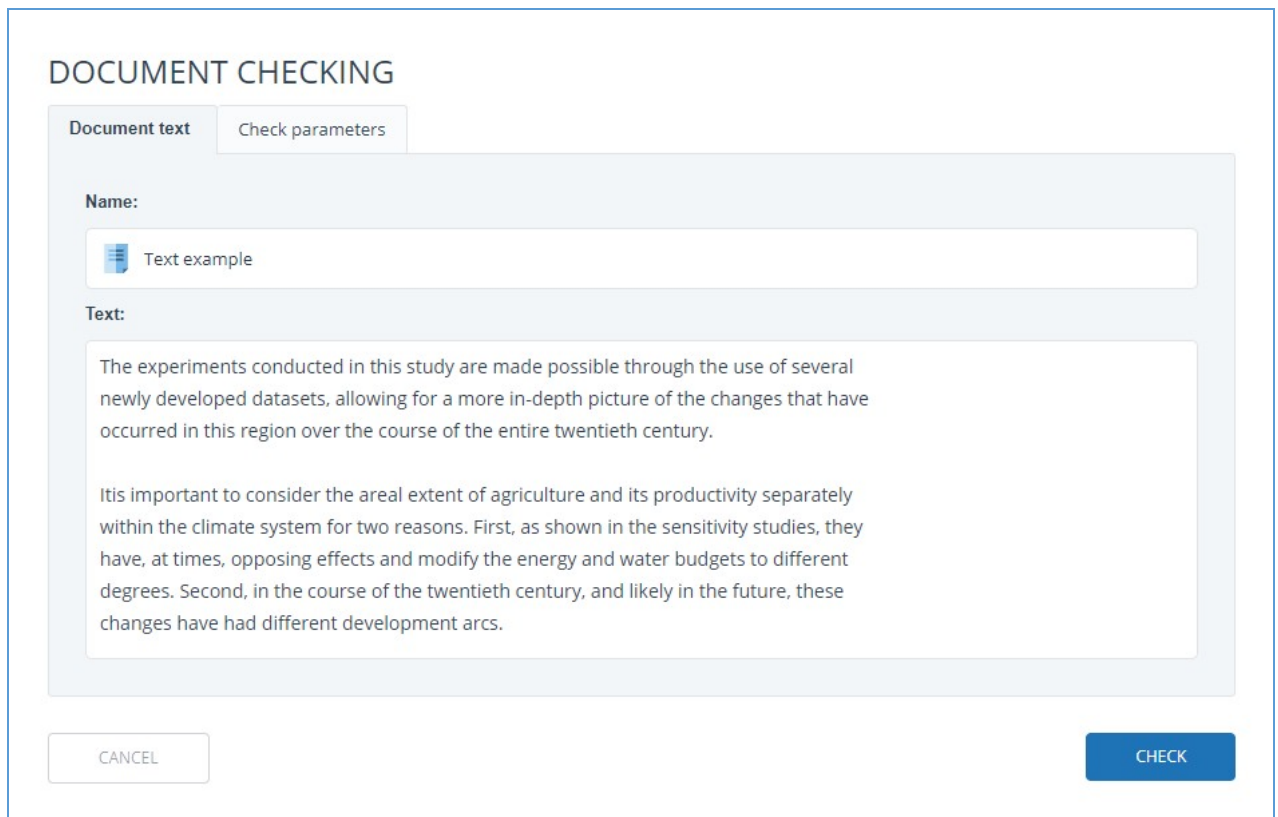 DOCUMENT CHECKING
Document text
Check parameters
Name:
Text example
Text:
The experiments conducted in this study are made possible through the use of several
newly developed datasets, allowing for a more in-depth picture of the changes that have
occurred in this region over the course of the entire twentieth century.
Itis important to consider the areal extent of agriculture and its productivity separately
within the climate system for two reasons. First, as shown in the sensitivity studies, they
have, at times, opposing effects and modify the energy and water budgets to different
degrees. Second, in the course of the twentieth century, and likely in the future, these
changes have had different development arcs.
CANCEL
CHECK